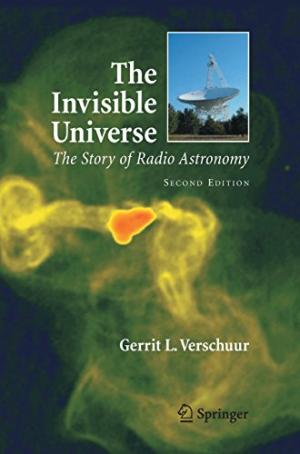 The
Invisible
Universe
The Story of Radio Astronomy
SECOND EDITION
Gerrit L. Verschuur
Springer